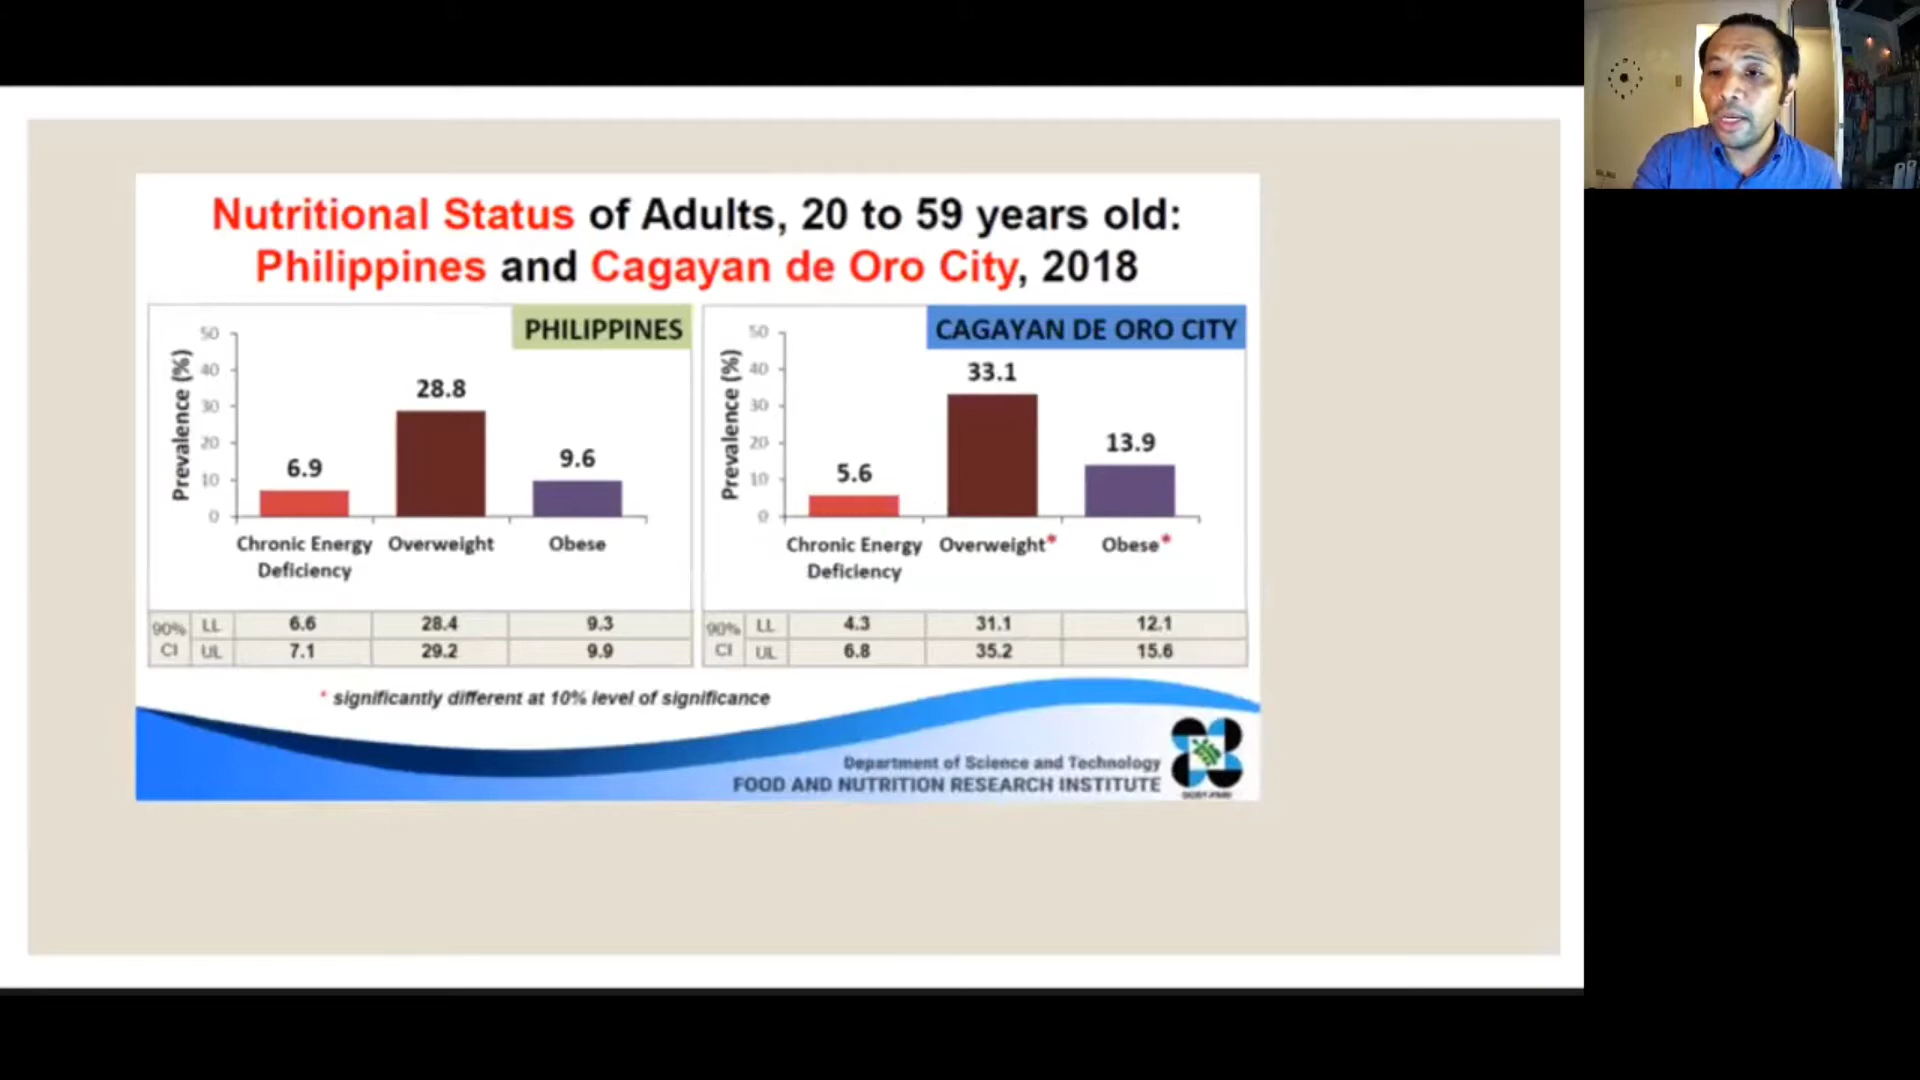 Nutritional Status of Adults, 20 to 59 years old:
Philippines and Cagayan de Oro City, 2018
PHILIPPINES
Prevalence (%)
50
40
30
20
10
0
6.9
28.8
9.6
Chronic Energy
Deficiency
Overweight
Obese
90%
CI
LL 6.6 28.4 9.3
UL 7.1 29.2 9.9
CAGAYAN DE ORO CITY
Prevalence (%)
50
40
30
20
10
0
5.6
33.1
13.9
Chronic Energy
Deficiency
Overweight*
Obese*
90%
CI
LL 4.3 31.1 12.1
UL 6.8 35.2 15.6
* significantly different at 10% level of significance
Department of Science and Technology
FOOD AND NUTRITION RESEARCH INSTITUTE